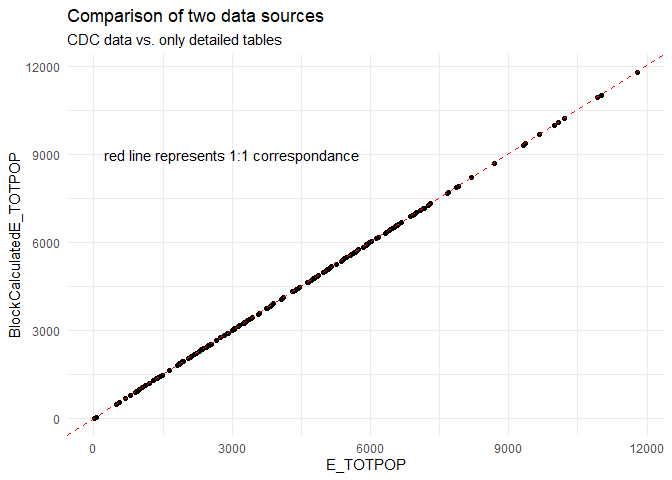 Comparison of two data sources
CDC data vs. only detailed tables
12000
9000
red line represents 1:1 correspondance
6000
3000
0
BlockCalculatedE_TOTPOP
0 3000 6000 9000 12000
E_TOTPOP